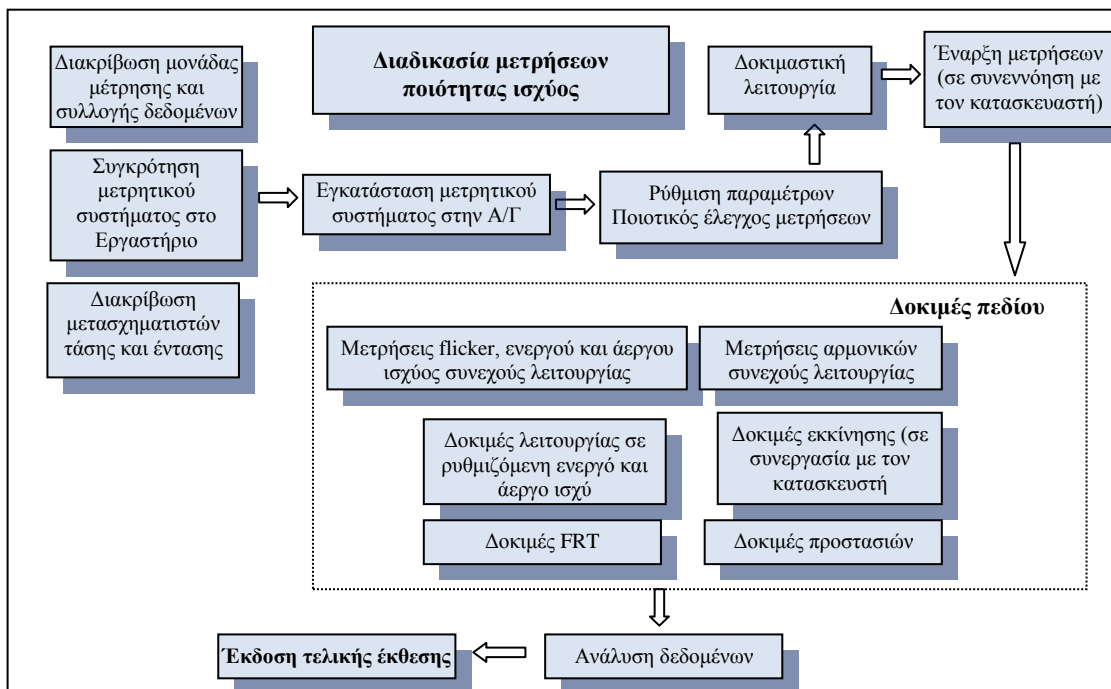 Διαδικασία μετρήσεων
ποιότητας ισχύος
Διακρίβωση μονάδας
μέτρησης και
συλλογής δεδομένων
Συγκρότηση
μετρητικού
συστήματος στο
Εργαστήριο
Διακρίβωση
μετασχηματιστών
τάσης και έντασης
Εγκατάσταση μετρητικού
συστήματος στην Α/Γ
Ρύθμιση παραμέτρων
Ποιοτικός έλεγχος μετρήσεων
Δοκιμαστική
λειτουργία
Έναρξη μετρήσεων
(σε συνεννόηση με
τον κατασκευαστή)
Δοκιμές πεδίου
Μετρήσεις flicker, ενεργού και άεργου
ισχύος συνεχούς λειτουργίας
Μετρήσεις αρμονικών
συνεχούς λειτουργίας
Δοκιμές λειτουργίας σε
ρυθμιζόμενη ενεργό και
άεργο ισχύ
Δοκιμές εκκίνησης (σε
συνεργασία με τον
κατασκευστή
Δοκιμές FRT
Δοκιμές προστασιών
Ανάλυση δεδομένων
Έκδοση τελικής έκθεσης